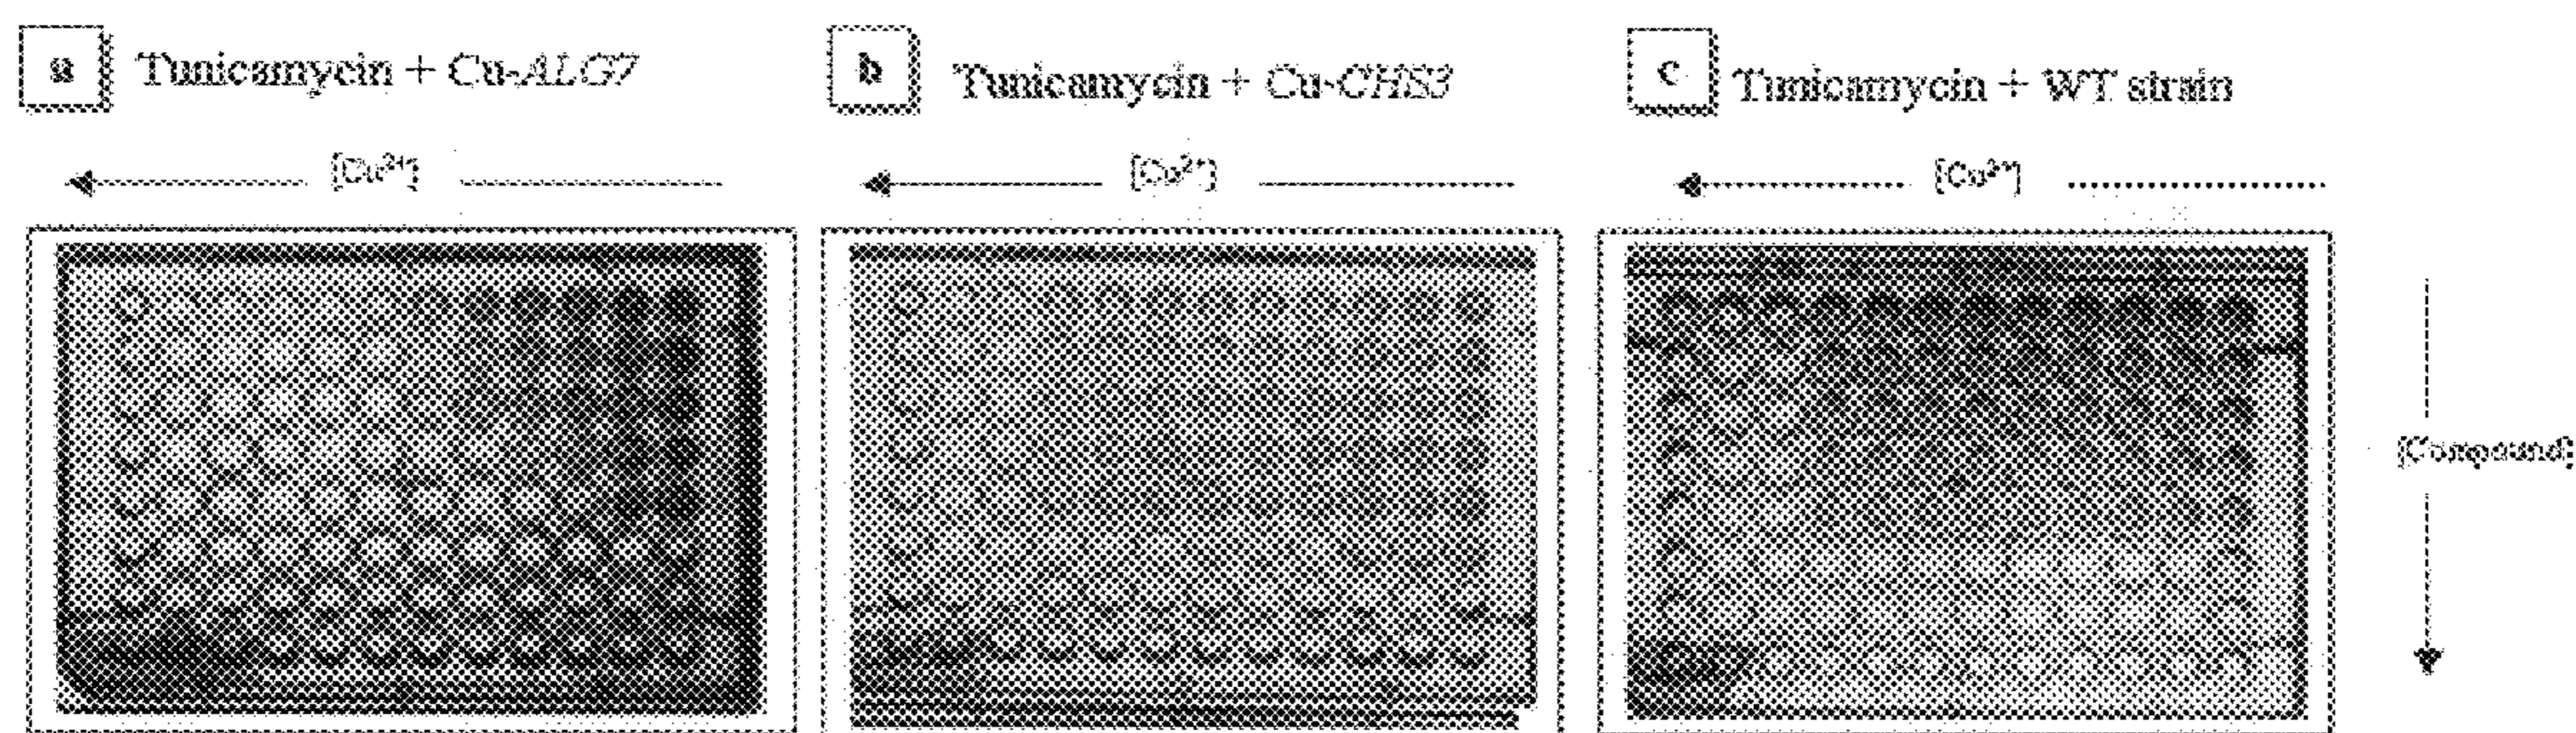 a Tunicamycin + Cu-ALG7
b Tunicamycin + Cu-CHS3
c Tunicamycin + WT strain
[Cu²⁺]
[Cu²⁺]
[Cu²⁺]
[Compound]